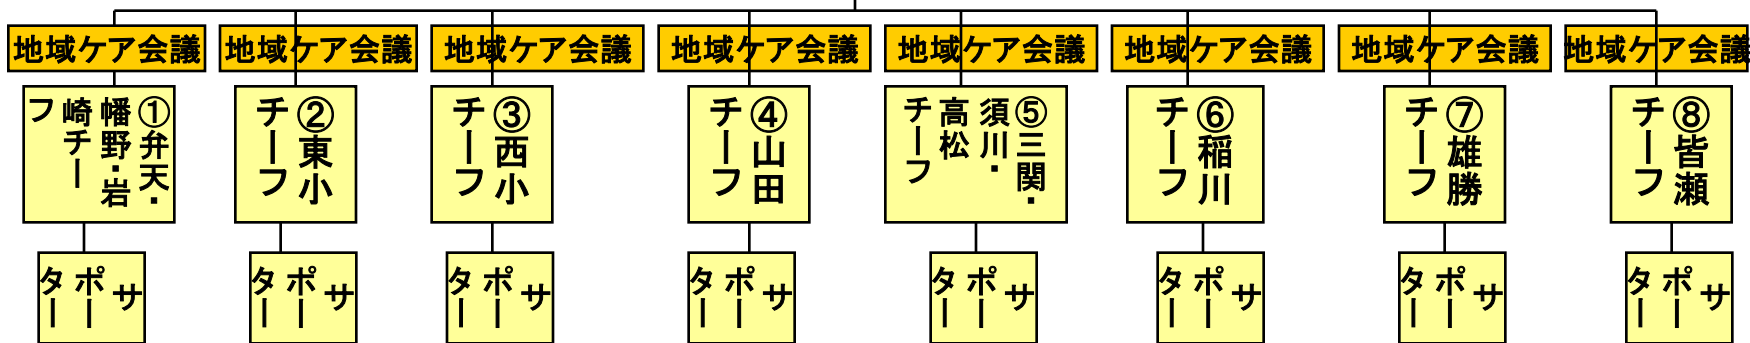 地域ケア会議
地域ケア会議
地域ケア会議
地域ケア会議
地域ケア会議
地域ケア会議
地域ケア会議
地域ケア会議
①弁天・
幡野・岩
崎チー
フ
②東小
チーフ
③西小
チーフ
④山田
チーフ
⑤三関・
須川・
高松
チーフ
⑥稲川
チーフ
⑦雄勝
チーフ
⑧皆瀬
チーフ
サ
ポー
ター
サ
ポー
ター
サ
ポー
ター
サ
ポー
ター
サ
ポー
ター
サ
ポー
ター
サ
ポー
ター
サ
ポー
ター